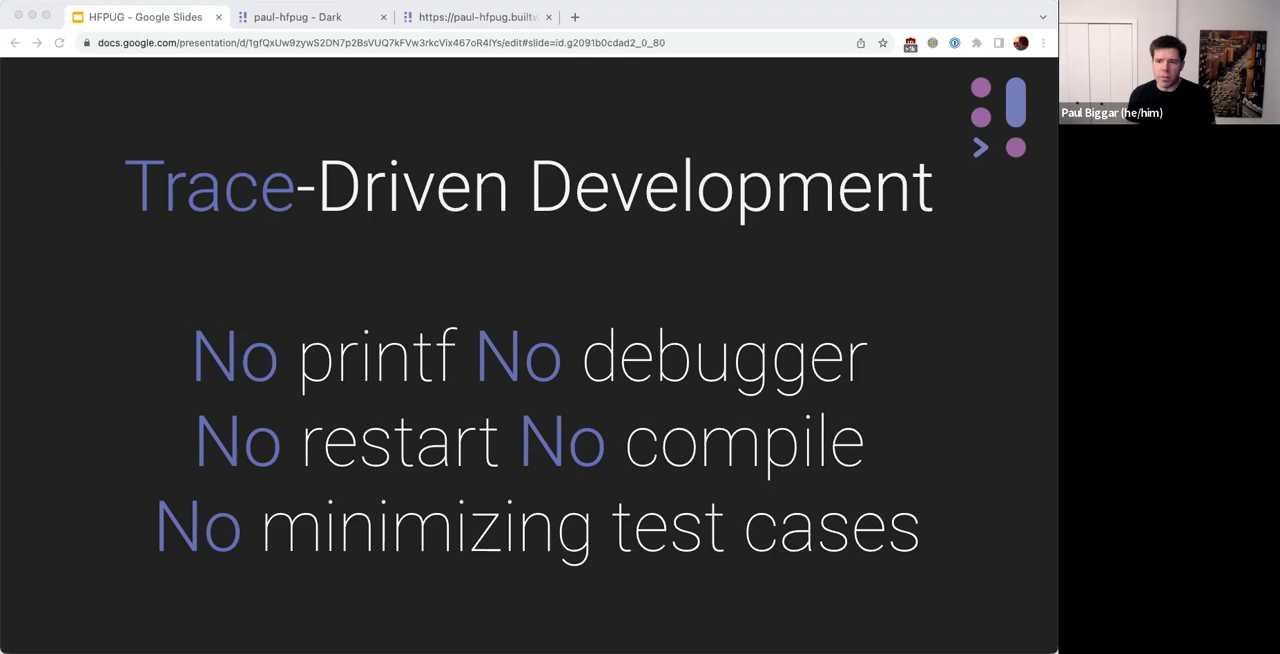 HFPUG - Google Slides
paul-hfpug - Dark
https://paul-hfpug.builtw
docs.google.com/presentation/d/1gfQxUw9zywS2DN7p2BsVUQ7kFVw3rkcVix467oR4lYs/edit#slide=id.g2091b0cdad2_0_80
Paul Biggar (he/him)
Trace-Driven Development
No printf No debugger
No restart No compile
No minimizing test cases